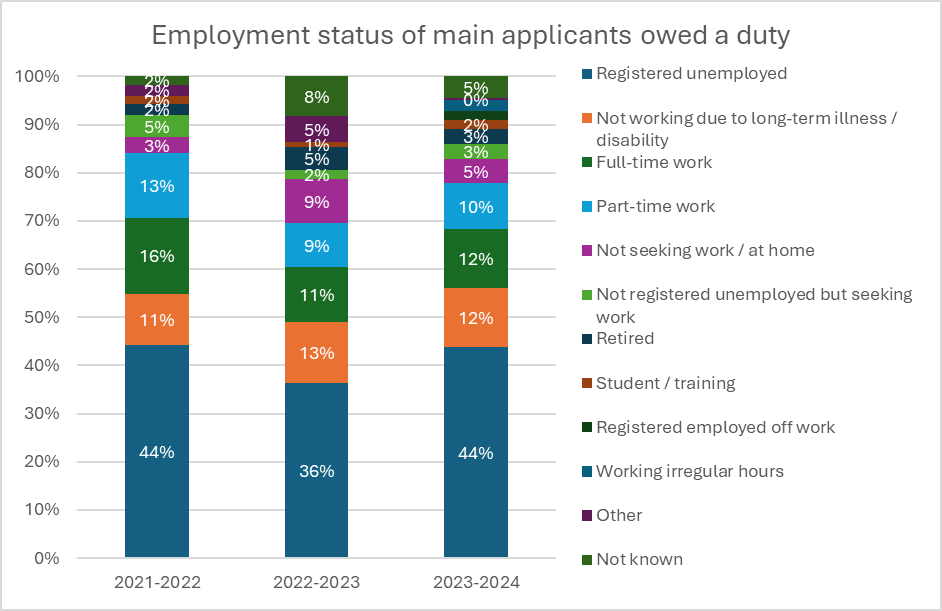 Employment status of main applicants owed a duty
100%
90%
80%
70%
60%
50%
40%
30%
20%
10%
0%
2%
2%
2%
2%
5%
3%
13%
16%
11%
44%
8%
5%
1%
5%
2%
9%
9%
11%
13%
36%
5%
0%
2%
3%
3%
5%
10%
12%
12%
44%
2021-2022
2022-2023
2023-2024
Registered unemployed
Not working due to long-term illness /
disability
Full-time work
Part-time work
Not seeking work / at home
Not registered unemployed but seeking
work
Retired
Student / training
Registered employed off work
Working irregular hours
Other
Not known